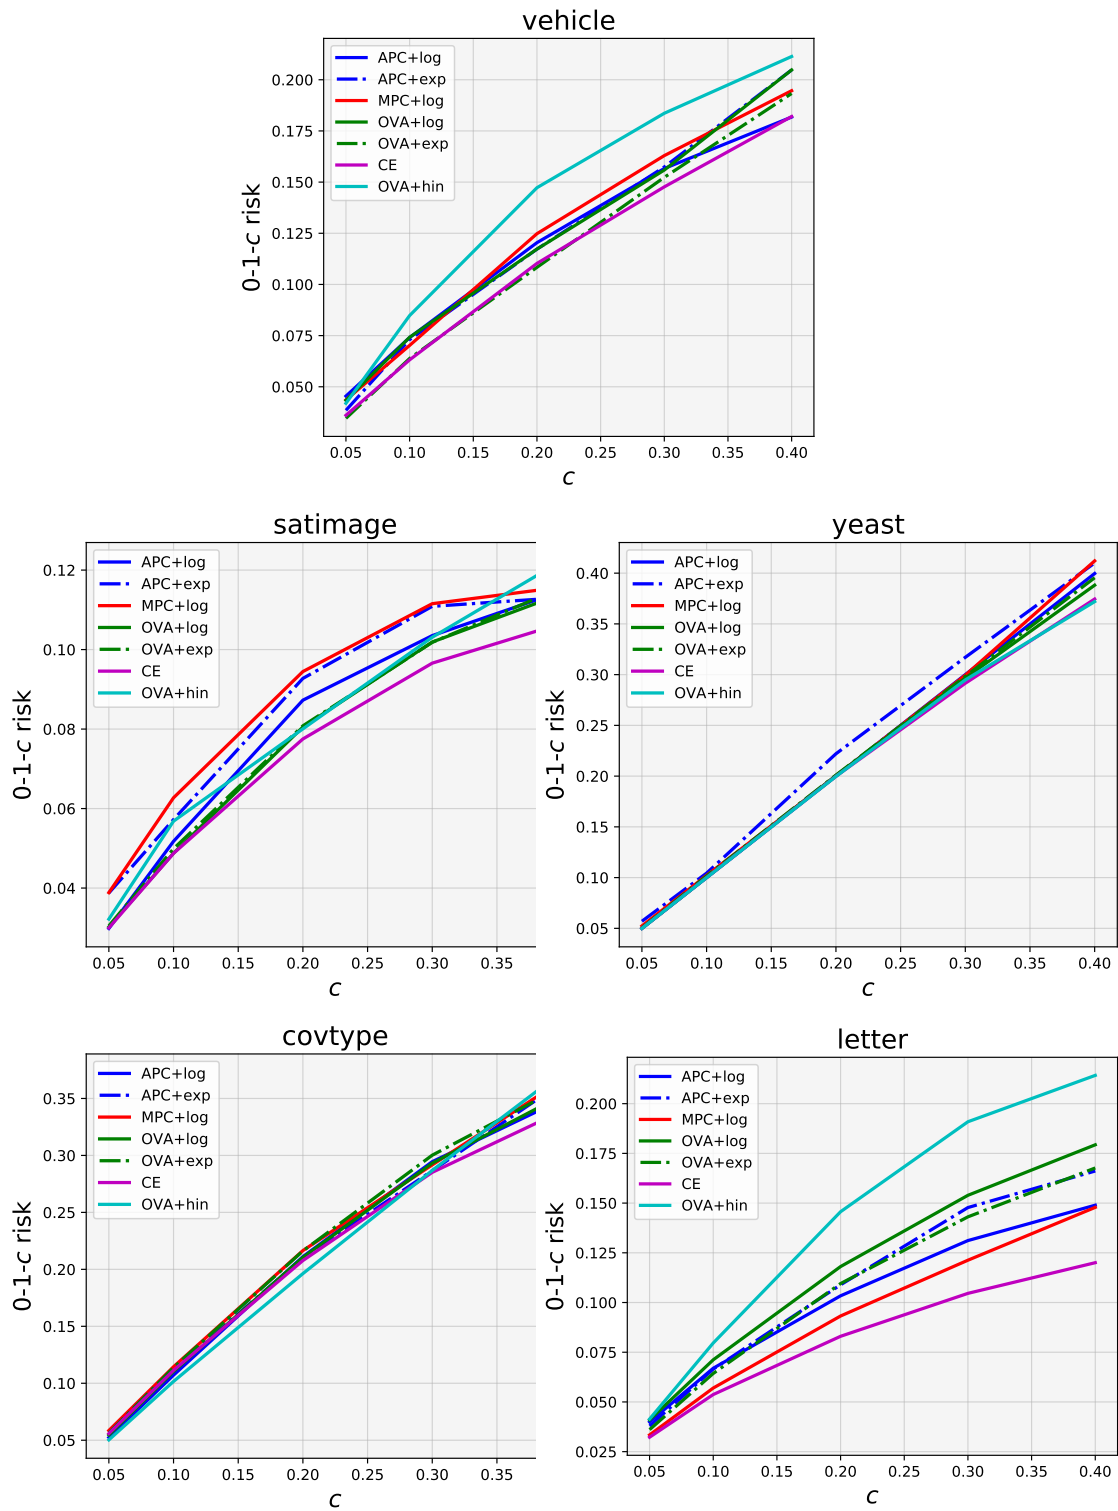 vehicle
APC+log
APC+exp
MPC+log
OVA+log
OVA+exp
CE
OVA+hin
0.200
0.175
0.150
0.125
0.100
0.075
0.050
0-1-c risk
0.05 0.10 0.15 0.20 0.25 0.30 0.35 0.40
c
satimage
APC+log
APC+exp
MPC+log
OVA+log
OVA+exp
CE
OVA+hin
0.12
0.10
0.08
0.06
0.04
0-1-c risk
0.05 0.10 0.15 0.20 0.25 0.30 0.35
c
yeast
APC+log
APC+exp
MPC+log
OVA+log
OVA+exp
CE
OVA+hin
0.40
0.35
0.30
0.25
0.20
0.15
0.10
0.05
0-1-c risk
0.05 0.10 0.15 0.20 0.25 0.30 0.35 0.40
c
covtype
APC+log
APC+exp
MPC+log
OVA+log
OVA+exp
CE
OVA+hin
0.35
0.30
0.25
0.20
0.15
0.10
0.05
0-1-c risk
0.05 0.10 0.15 0.20 0.25 0.30 0.35
c
letter
APC+log
APC+exp
MPC+log
OVA+log
OVA+exp
CE
OVA+hin
0.200
0.175
0.150
0.125
0.100
0.075
0.050
0.025
0-1-c risk
0.05 0.10 0.15 0.20 0.25 0.30 0.35 0.40
c